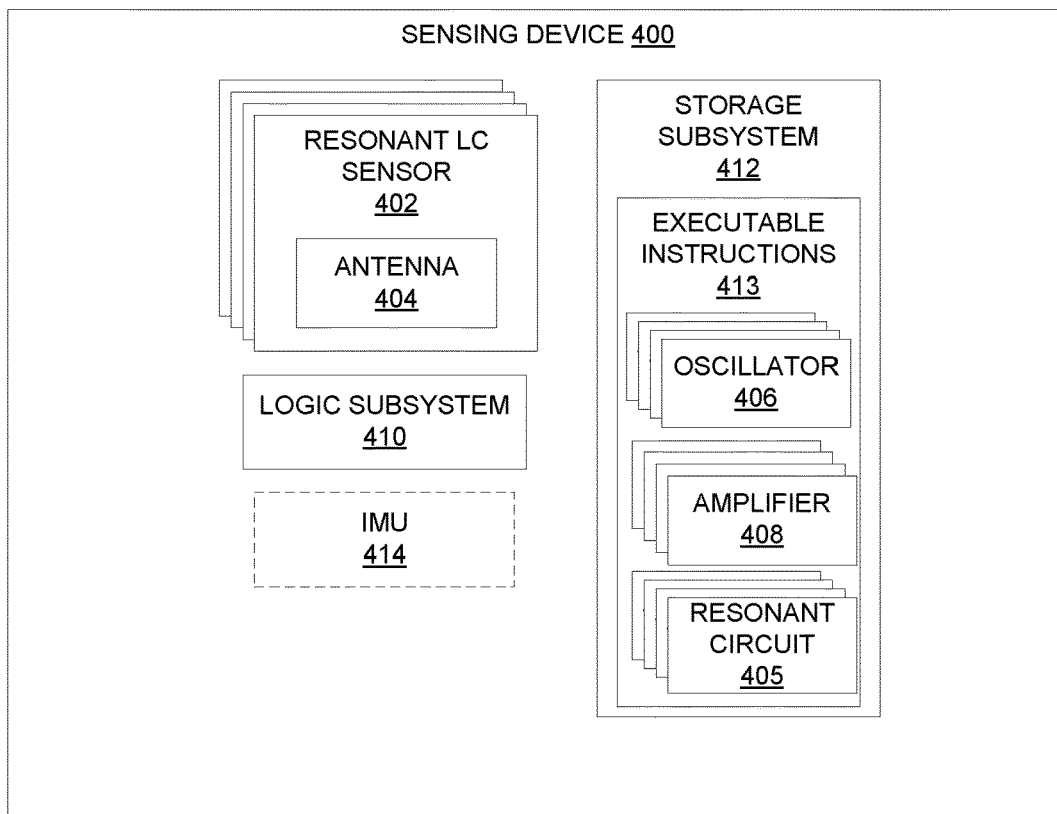 SENSING DEVICE 400
RESONANT LC
SENSOR
402
ANTENNA
404
LOGIC SUBSYSTEM
410
IMU
414
STORAGE
SUBSYSTEM
412
EXECUTABLE
INSTRUCTIONS
413
OSCILLATOR
406
AMPLIFIER
408
RESONANT
CIRCUIT
405